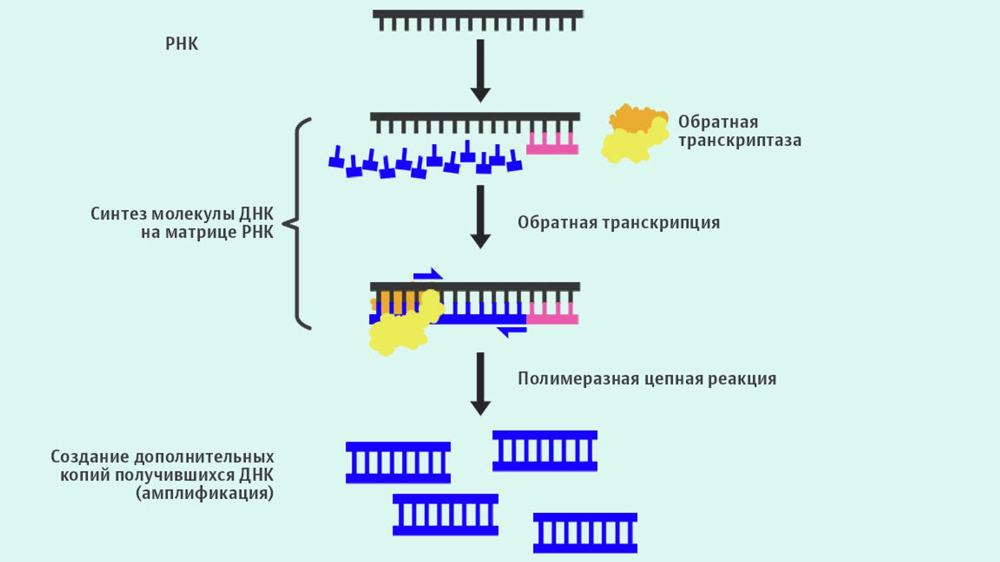 РНК
Обратная
транскриптаза
Синтез молекулы ДНК
на матрице РНК
Обратная транскрипция
Полимеразная цепная реакция
Создание дополнительных
копий получившихся ДНК
(амплификация)